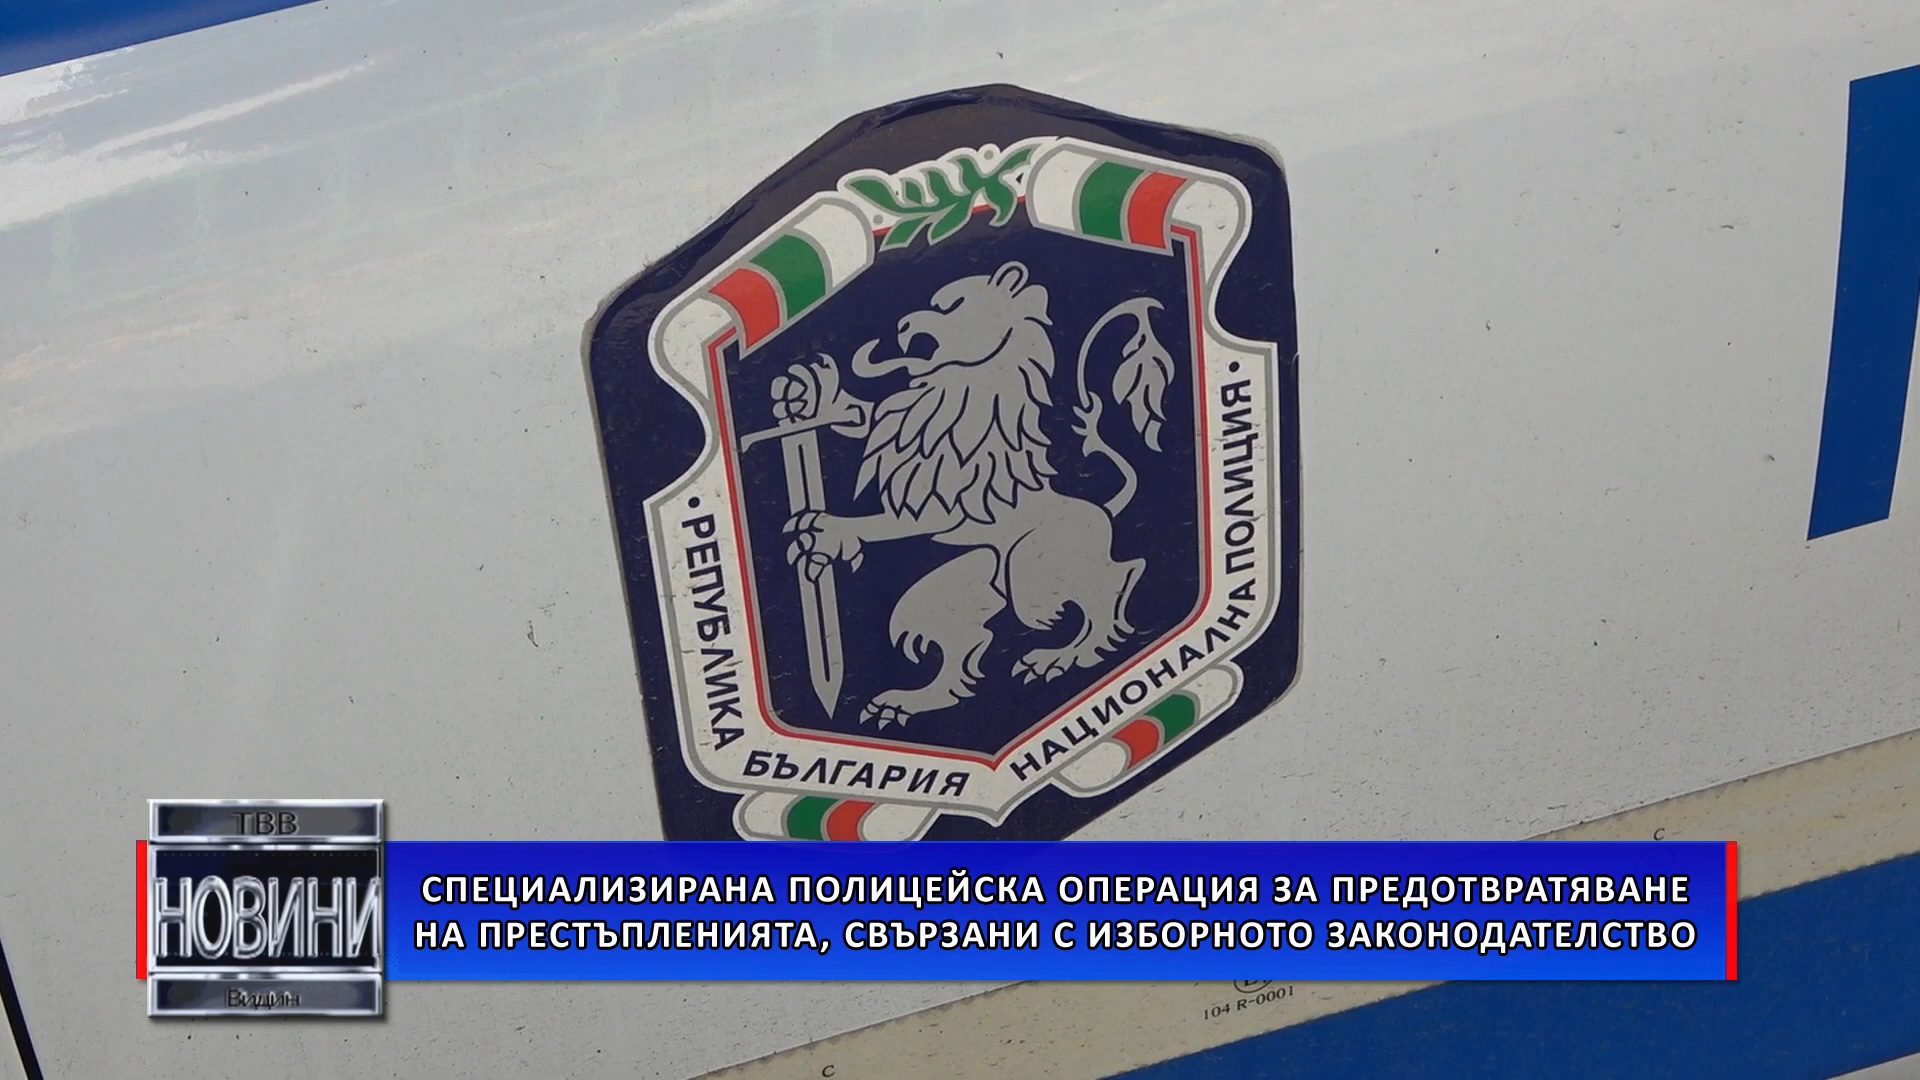 • РЕПУБЛИКА
БЪЛГАРИЯ
НАЦИОНАЛНА ПОЛИЦИЯ •
ТВВ
НОВИНИ
Видин
СПЕЦИАЛИЗИРАНА ПОЛИЦЕЙСКА ОПЕРАЦИЯ ЗА ПРЕДОТВРАТЯВАНЕ
НА ПРЕСТЪПЛЕНИЯТА, СВЪРЗАНИ С ИЗБОРНОТО ЗАКОНОДАТЕЛСТВО
C
104 R-0001
C